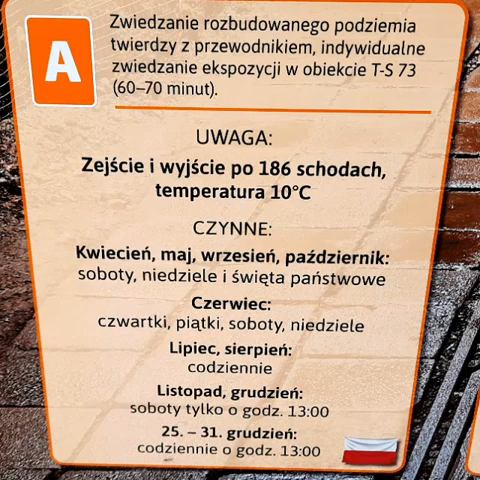 A
Zwiedzanie rozbudowanego podziemia
twierdzy z przewodnikiem, indywidualne
zwiedzanie ekspozycji w obiekcie T-S 73
(60–70 minut).
UWAGA:
Zejście i wyjście po 186 schodach,
temperatura 10°C
CZYNNE:
Kwiecień, maj, wrzesień, październik:
soboty, niedziele i święta państwowe
Czerwiec:
czwartki, piątki, soboty, niedziele
Lipiec, sierpień:
codziennie
Listopad, grudzień:
soboty tylko o godz. 13:00
25. – 31. grudzień:
codziennie o godz. 13:00